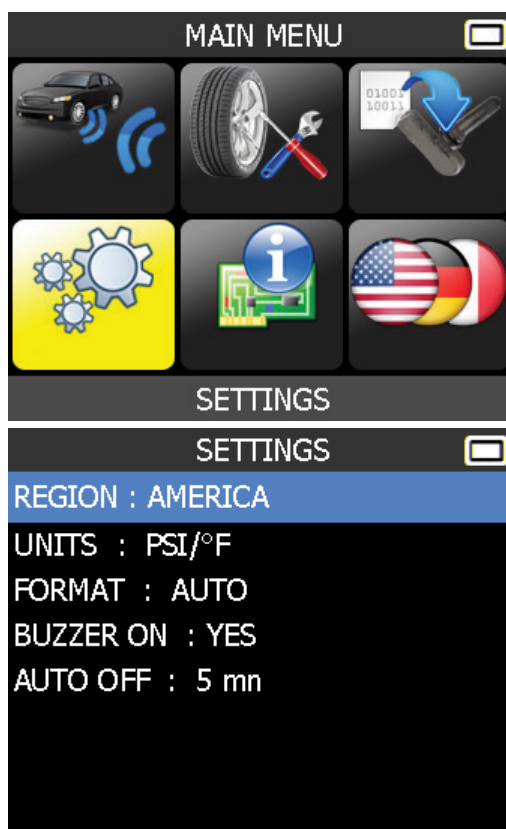 MAIN MENU
01001
10011
i
SETTINGS
SETTINGS
REGION : AMERICA
UNITS : PSI/°F
FORMAT : AUTO
BUZZER ON : YES
AUTO OFF : 5 mn